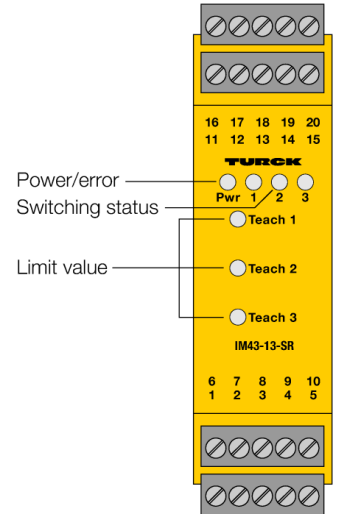 16 17 18 19 20
11 12 13 14 15
TURCK
Power/error
Pwr 1 2 3
Switching status
Teach 1
Limit value
Teach 2
Teach 3
IM43-13-SR
6 7 8 9 10
1 2 3 4 5